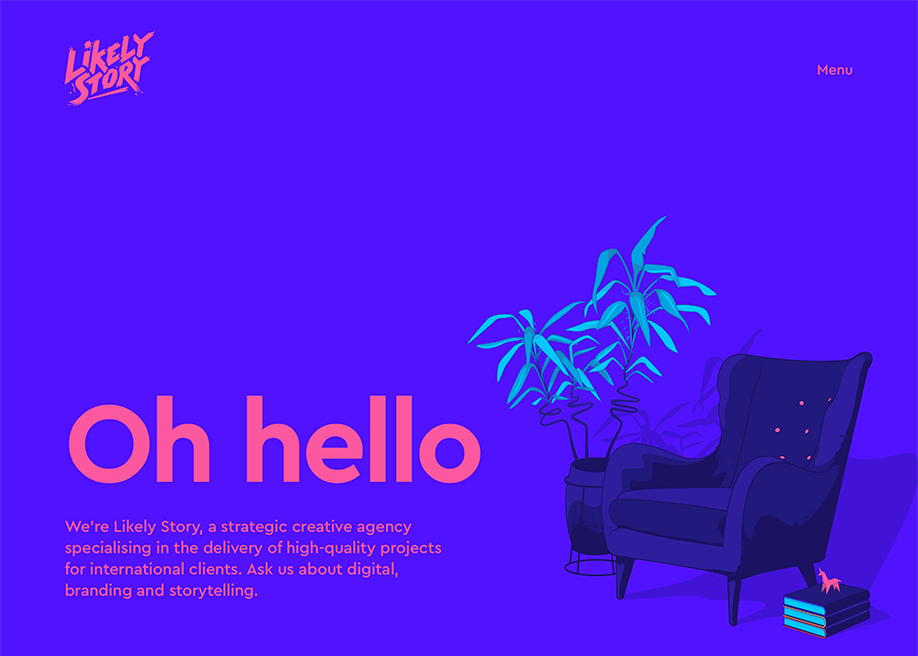 LIKELY
STORY
Menu
Oh hello
We're Likely Story, a strategic creative agency
specialising in the delivery of high-quality projects
for international clients. Ask us about digital,
branding and storytelling.